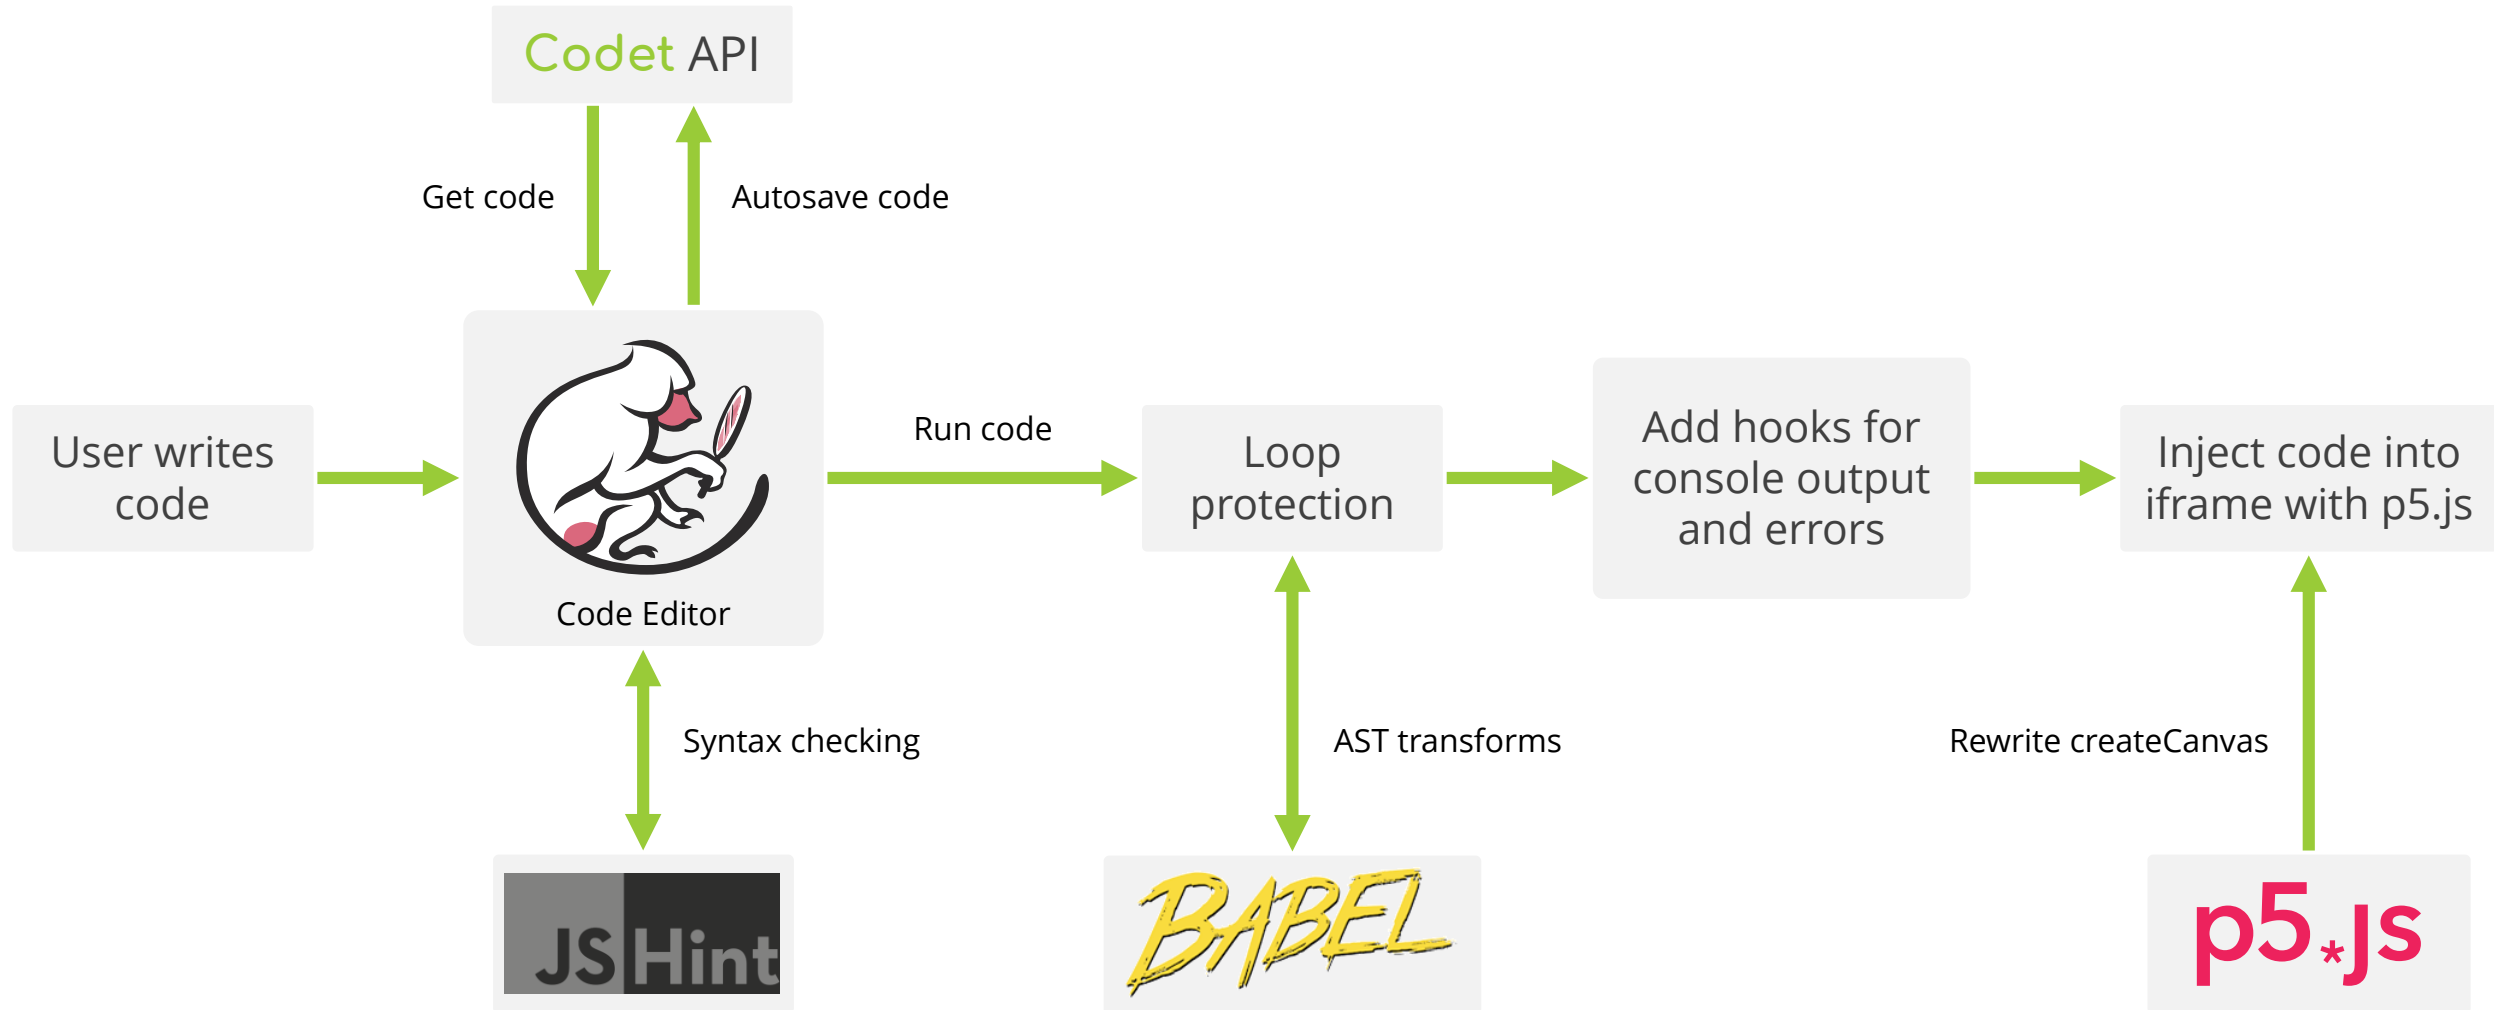 Codet API
Get code
Autosave code
User writes
code
Code Editor
Run code
Loop
protection
Add hooks for
console output
and errors
Inject code into
iframe with p5.js
Syntax checking
AST transforms
Rewrite createCanvas
JSHint
BABEL
p5*js